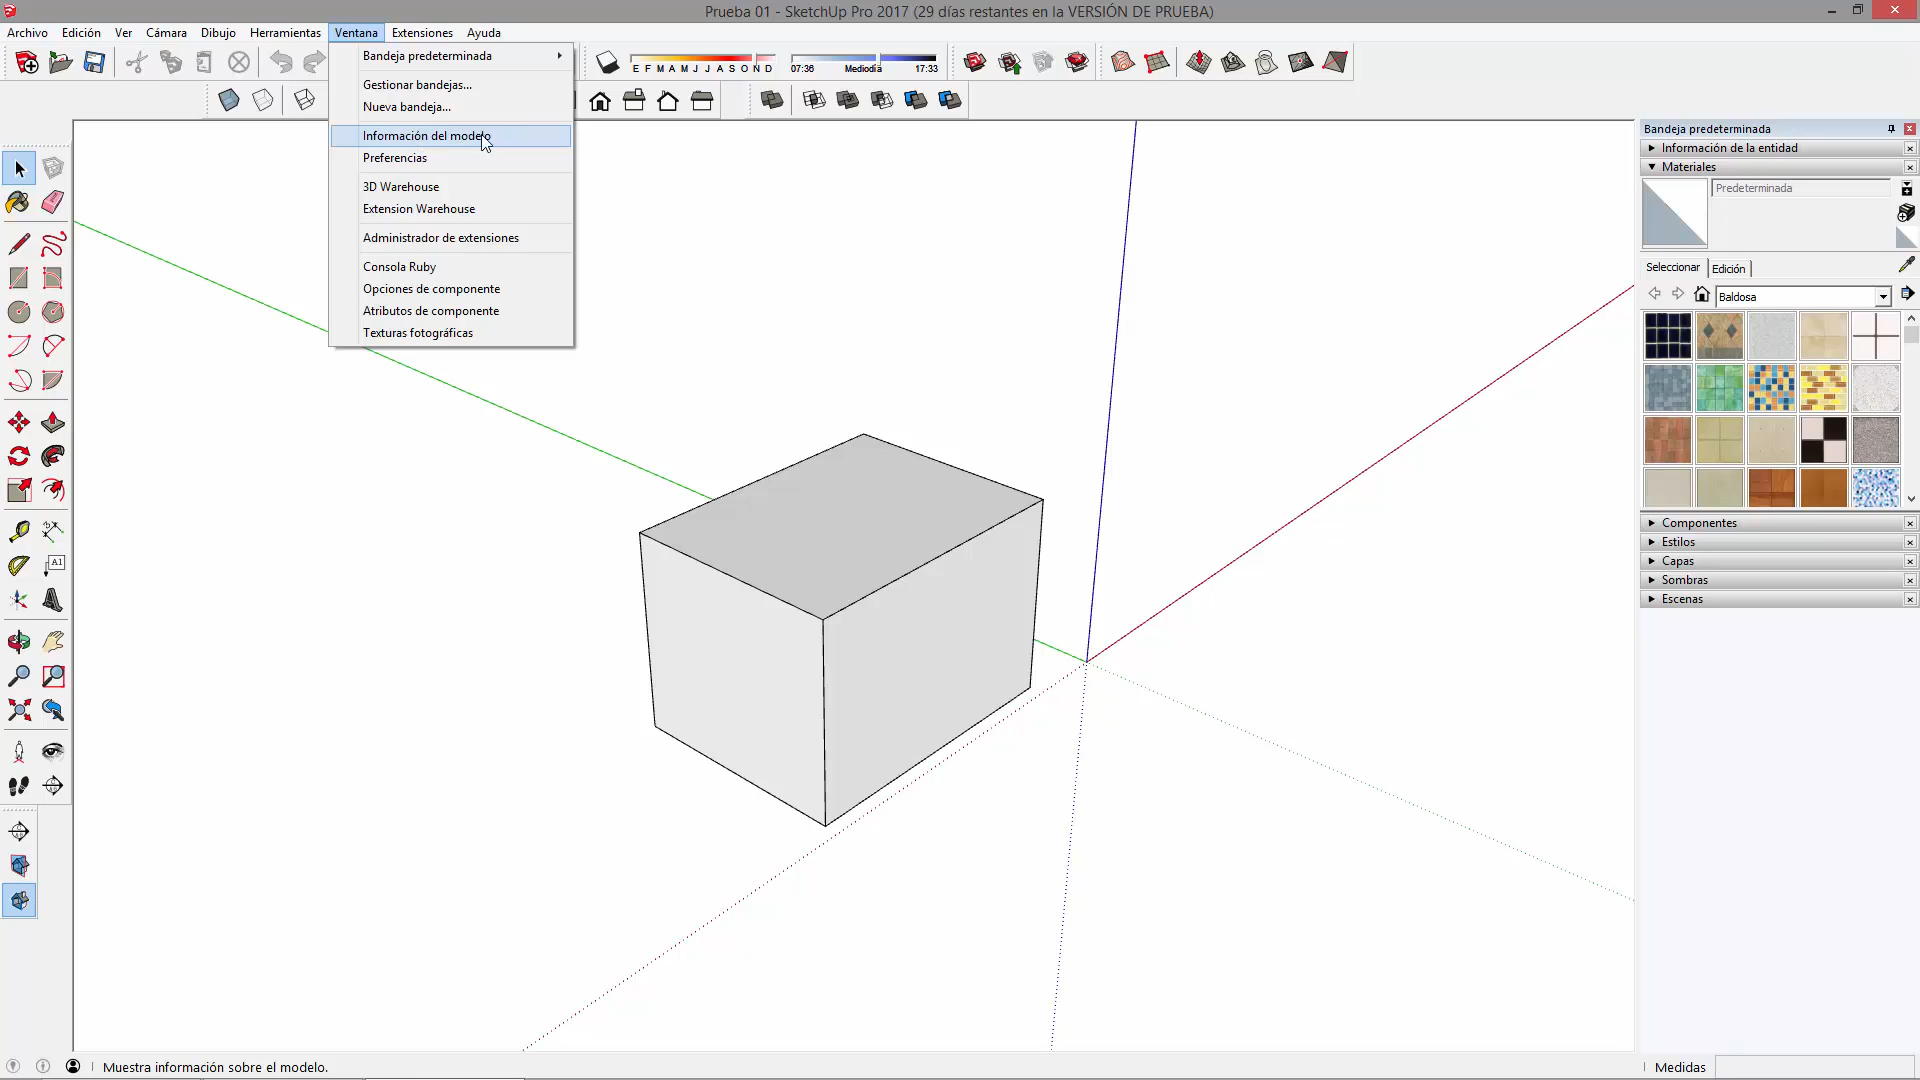 Prueba 01 - SketchUp Pro 2017 (29 días restantes en la VERSIÓN DE PRUEBA)
Archivo Edición Ver Cámara Dibujo Herramientas Ventana Extensiones Ayuda
Bandeja predeterminada
Gestionar bandejas...
Nueva bandeja...
Información del modelo
Preferencias
3D Warehouse
Extension Warehouse
Administrador de extensiones
Consola Ruby
Opciones de componente
Atributos de componente
Texturas fotográficas
E F M A M J J A S O N D
07:36 Mediodía 17:33
A1
Bandeja predeterminada
Información de la entidad
Materiales
Predeterminada
Seleccionar Edición
Baldosa
Componentes
Estilos
Capas
Sombras
Escenas
Muestra información sobre el modelo.
Medidas